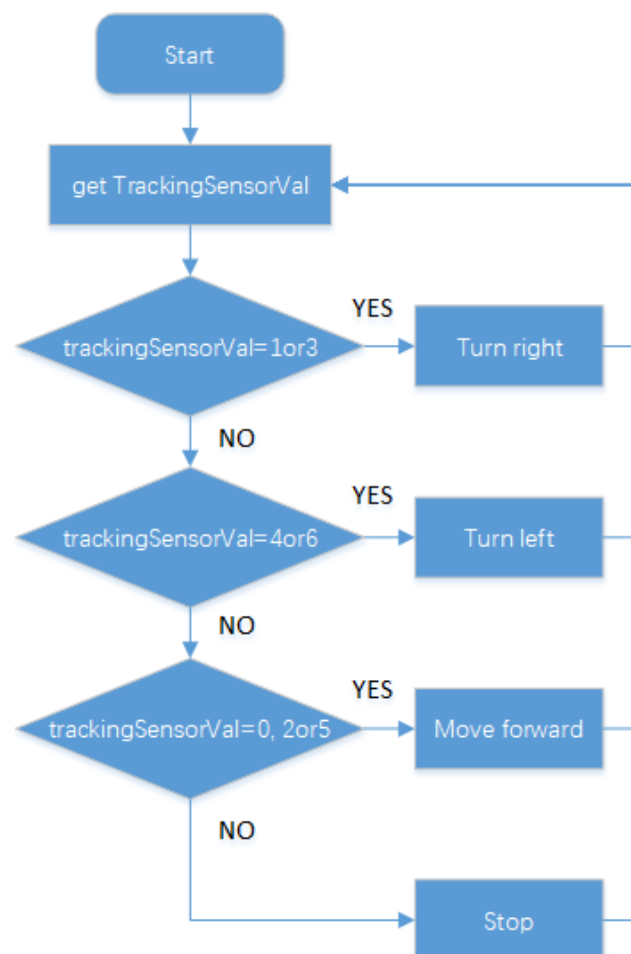 Start
get TrackingSensorVal
trackingSensorVal=1or3
YES
Turn right
NO
trackingSensorVal=4or6
YES
Turn left
NO
trackingSensorVal=0, 2or5
YES
Move forward
NO
Stop